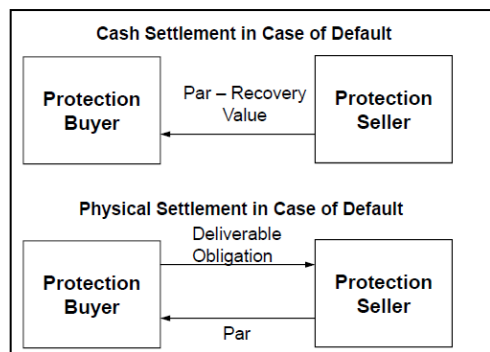 Cash Settlement in Case of Default
Protection
Buyer
Par – Recovery
Value
Protection
Seller
Physical Settlement in Case of Default
Protection
Buyer
Deliverable
Obligation
Par
Protection
Seller